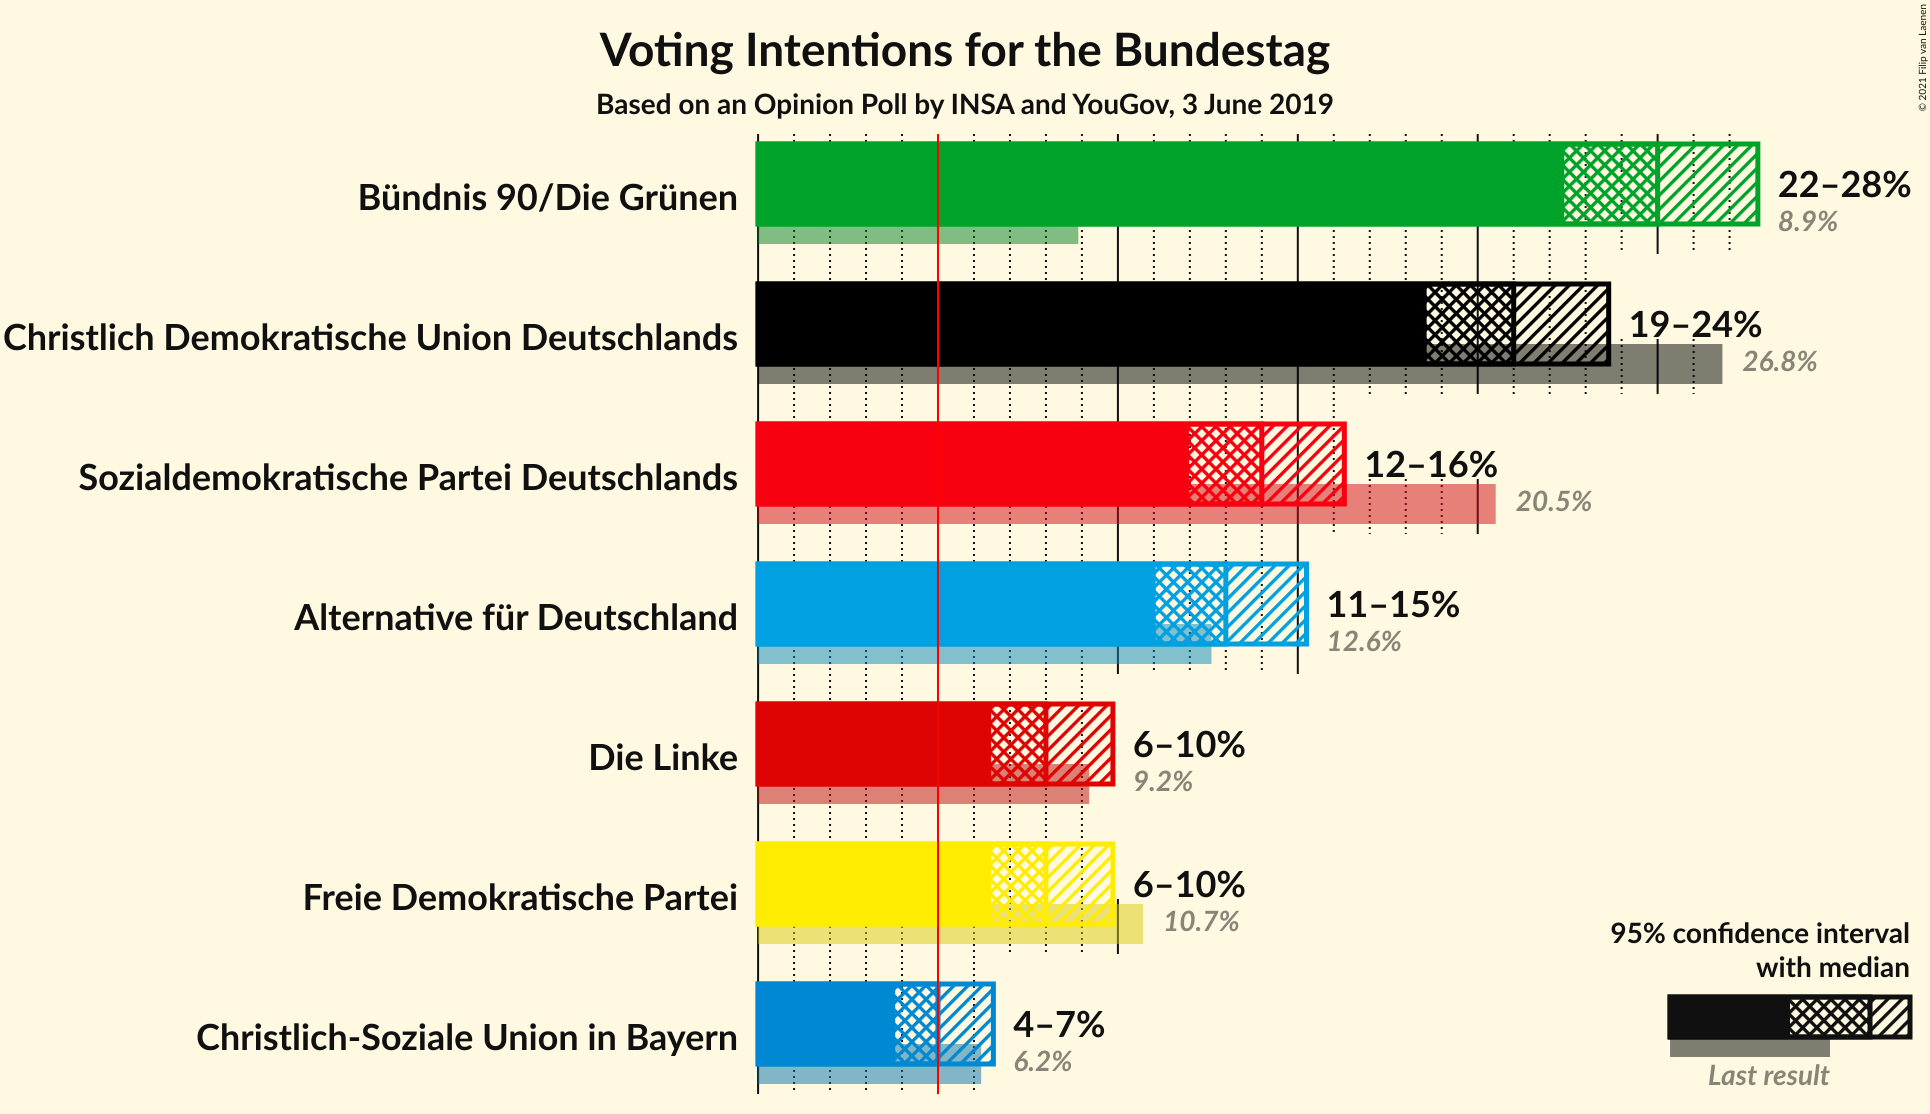 Voting Intentions for the Bundestag
Based on an Opinion Poll by INSA and YouGov, 3 June 2019
© 2021 Filip van Laenen
Bündnis 90/Die Grünen
22–28%
8.9%
Christlich Demokratische Union Deutschlands
19–24%
26.8%
Sozialdemokratische Partei Deutschlands
12–16%
20.5%
Alternative für Deutschland
11–15%
12.6%
Die Linke
6–10%
9.2%
Freie Demokratische Partei
6–10%
10.7%
Christlich-Soziale Union in Bayern
4–7%
6.2%
95% confidence interval
with median
Last result